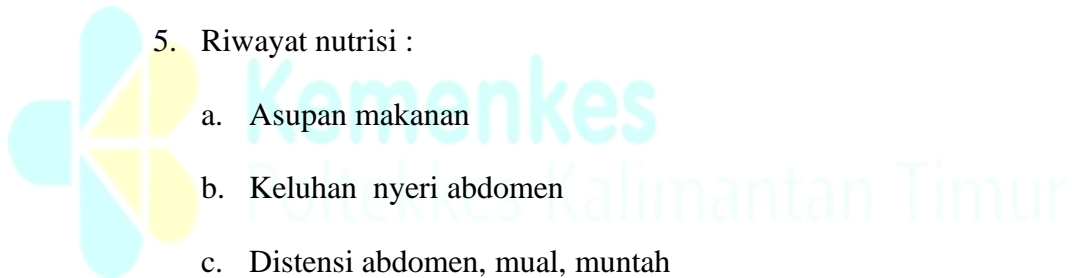 5. Riwayat nutrisi :
Kemenkes
a. Asupan makanan
Poltekkes Kalimantan Timur
b. Keluhan nyeri abdomen
c. Distensi abdomen, mual, muntah